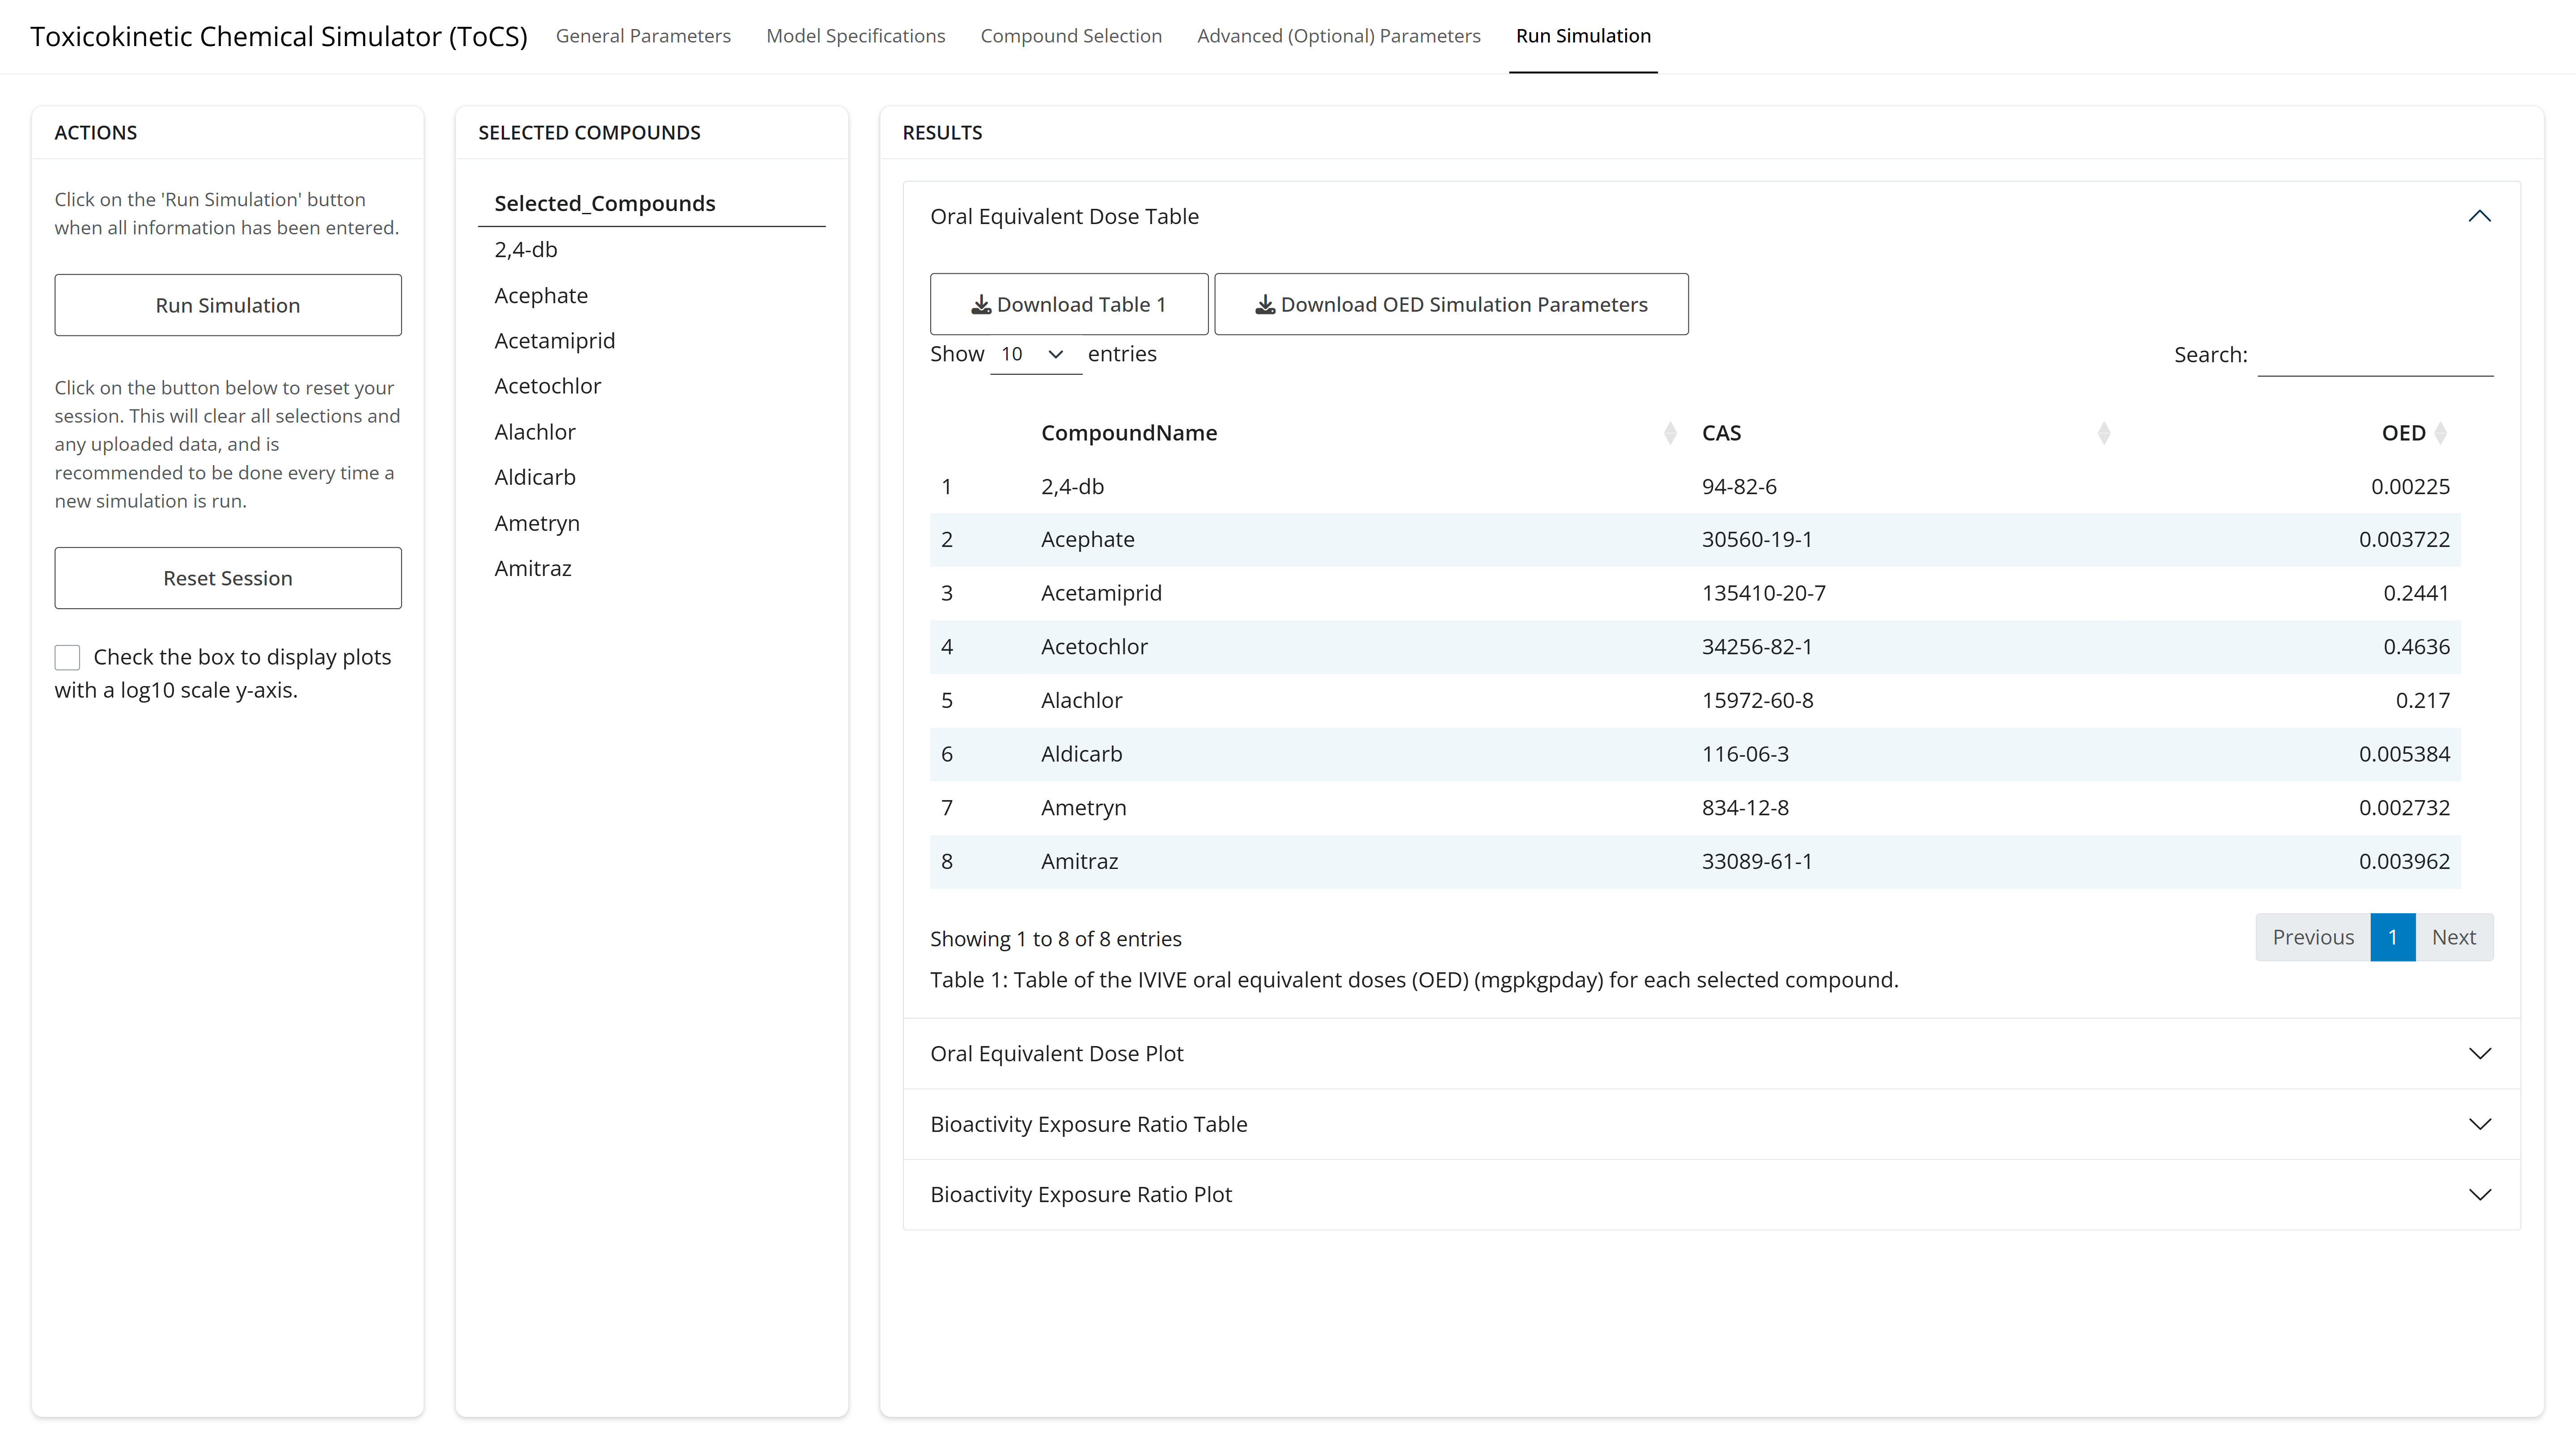 Toxicokinetic Chemical Simulator (ToCS) General Parameters Model Specifications Compound Selection Advanced (Optional) Parameters Run Simulation
ACTIONS
Click on the 'Run Simulation' button
when all information has been entered.
Run Simulation
Click on the button below to reset your
session. This will clear all selections and
any uploaded data, and is
recommended to be done every time a
new simulation is run.
Reset Session
Check the box to display plots
with a log10 scale y-axis.
SELECTED COMPOUNDS
Selected_Compounds
2,4-db
Acephate
Acetamiprid
Acetochlor
Alachlor
Aldicarb
Ametryn
Amitraz
RESULTS
Oral Equivalent Dose Table
Download Table 1 Download OED Simulation Parameters
Show 10 entries Search:
CompoundName CAS OED
1 2,4-db 94-82-6 0.00225
2 Acephate 30560-19-1 0.003722
3 Acetamiprid 135410-20-7 0.2441
4 Acetochlor 34256-82-1 0.4636
5 Alachlor 15972-60-8 0.217
6 Aldicarb 116-06-3 0.005384
7 Ametryn 834-12-8 0.002732
8 Amitraz 33089-61-1 0.003962
Showing 1 to 8 of 8 entries Previous 1 Next
Table 1: Table of the IVIVE oral equivalent doses (OED) (mgpkgpday) for each selected compound.
Oral Equivalent Dose Plot
Bioactivity Exposure Ratio Table
Bioactivity Exposure Ratio Plot